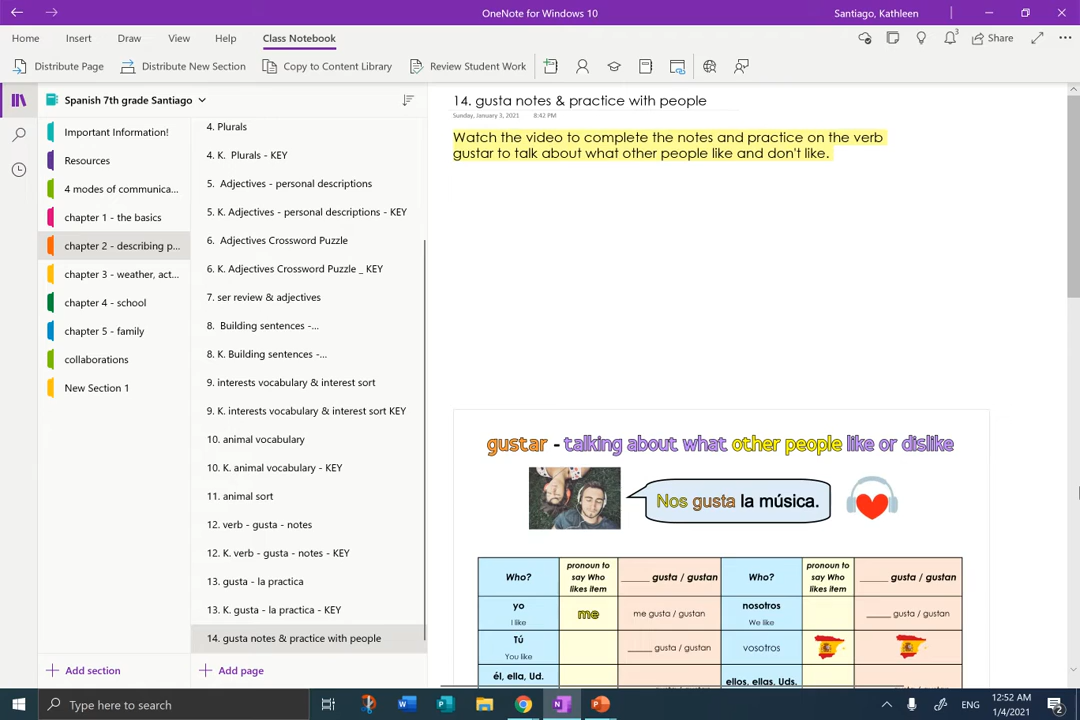 OneNote for Windows 10
Santiago, Kathleen
Home Insert Draw View Help Class Notebook
Share
Distribute Page Distribute New Section Copy to Content Library Review Student Work
Spanish 7th grade Santiago
Important Information!
Resources
4 modes of communica...
chapter 1 - the basics
chapter 2 - describing p...
chapter 3 - weather, act...
chapter 4 - school
chapter 5 - family
collaborations
New Section 1
Add section
4. Plurals
4. K. Plurals - KEY
5. Adjectives - personal descriptions
5. K. Adjectives - personal descriptions - KEY
6. Adjectives Crossword Puzzle
6. K. Adjectives Crossword Puzzle _ KEY
7. ser review & adjectives
8. Building sentences -...
8. K. Building sentences -...
9. interests vocabulary & interest sort
9. K. interests vocabulary & interest sort KEY
10. animal vocabulary
10. K. animal vocabulary - KEY
11. animal sort
12. verb - gusta - notes
12. K. verb - gusta - notes - KEY
13. gusta - la practica
13. K. gusta - la practica - KEY
14. gusta notes & practice with people
Add page
14. gusta notes & practice with people
Sunday, January 3, 2021 8:42 PM
Watch the video to complete the notes and practice on the verb
gustar to talk about what other people like and don't like.
gustar - talking about what other people like or dislike
Nos gusta la música.
Who? pronoun to say Who likes item _____ gusta / gustan Who? pronoun to say Who likes item _____ gusta / gustan
yo I like me me gusta / gustan nosotros We like ____ gusta / gustan
Tú You like _____ gusta / gustan vosotros
él, ella, Ud. ellos, ellas, Uds.
Type here to search
ENG
12:52 AM
1/4/2021
3
2